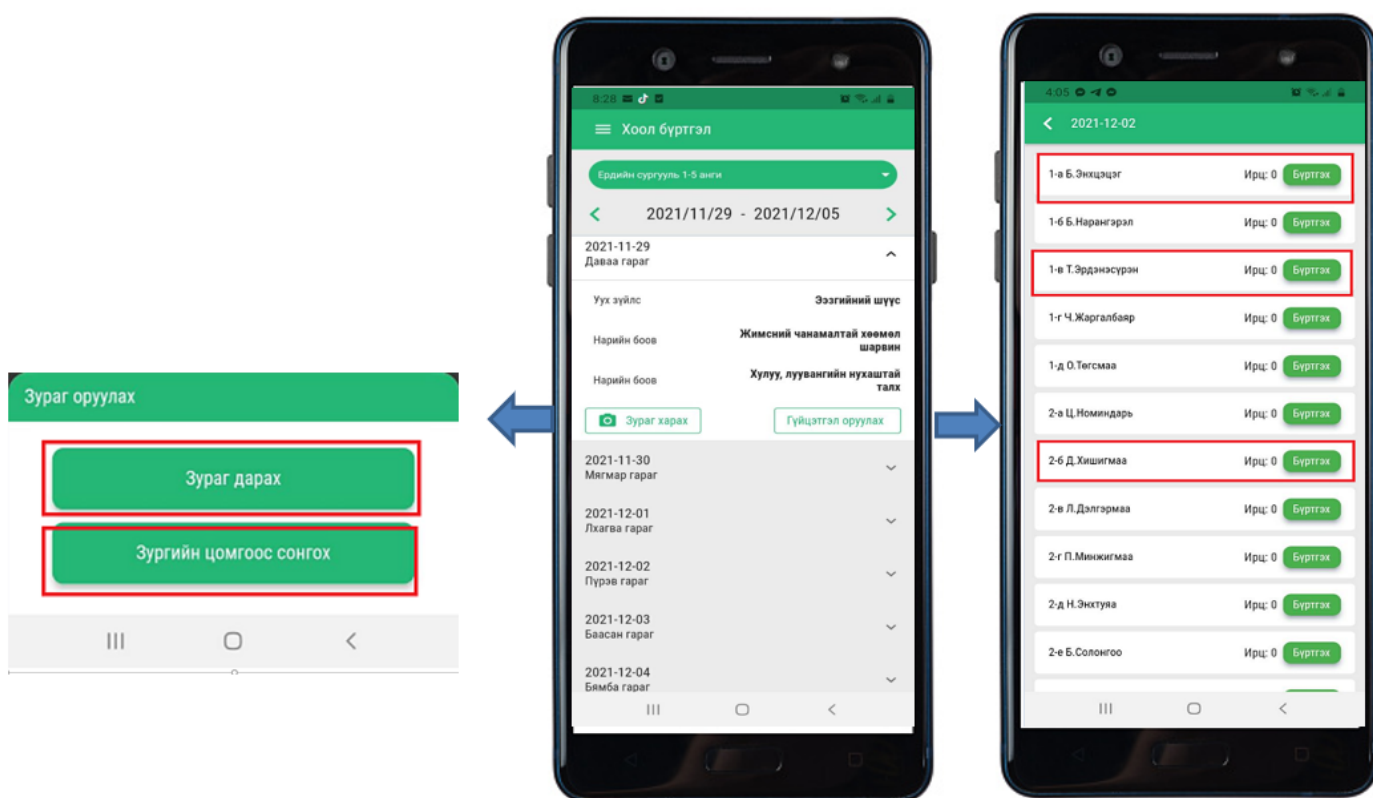 Зураг оруулах
Зураг дарах
Зургийн цомгоос сонгох
8:28
Хоол бүртгэл
Ердийн сургууль 1-5 анги
2021/11/29 - 2021/12/05
2021-11-29
Даваа гараг
Уух зүйлс
Ээзгийний шүүс
Нарийн боов
Жимсний чанамалтай хөөмөл
шарвин
Нарийн боов
Хулуу, луувангийн нухаштай
талх
Зураг харах
Гүйцэтгэл оруулах
2021-11-30
Мягмар гараг
2021-12-01
Лхагва гараг
2021-12-02
Пүрэв гараг
2021-12-03
Баасан гараг
2021-12-04
Бямба гараг
4:05
2021-12-02
1-а Б.Энхцэцэг Ирц: 0 Бүртгэх
1-б Б.Нарангэрэл Ирц: 0 Бүртгэх
1-в Т.Эрдэнэсүрэн Ирц: 0 Бүртгэх
1-г Ч.Жаргалбаяр Ирц: 0 Бүртгэх
1-д О.Төгсмаа Ирц: 0 Бүртгэх
2-а Ц.Номиндарь Ирц: 0 Бүртгэх
2-б Д.Хишигмаа Ирц: 0 Бүртгэх
2-в Л.Дэлгэрмаа Ирц: 0 Бүртгэх
2-г П.Минжигмаа Ирц: 0 Бүртгэх
2-д Н.Энхтуяа Ирц: 0 Бүртгэх
2-е Б.Солонгоо Ирц: 0 Бүртгэх